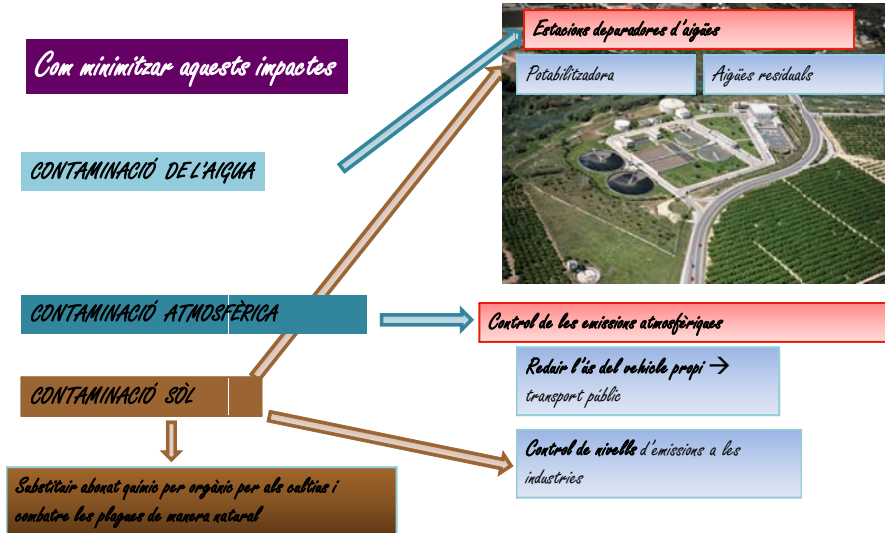 Com minimitzar aquests impactes
Estacions depuradores d'aigües
Potabilitzadora
Aigües residuals
CONTAMINACIÓ DE L'AIGUA
CONTAMINACIÓ ATMOSFÈRICA
Control de les emissions atmosfèriques
Reduir l'ús del vehicle propi →
transport públic
CONTAMINACIÓ SÒL
Control de nivells d'emissions a les
industries
Substituir abonat químic per orgànic per als cultius i
combatre les plagues de manera natural